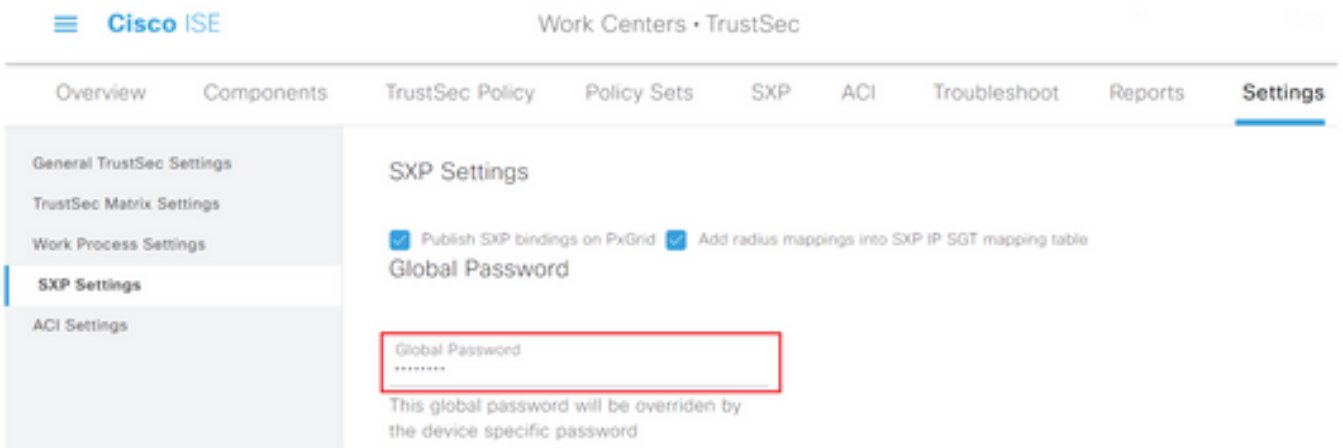 Cisco ISE
Work Centers · TrustSec
Overview Components TrustSec Policy Policy Sets SXP ACI Troubleshoot Reports Settings
General TrustSec Settings
TrustSec Matrix Settings
Work Process Settings
SXP Settings
ACI Settings
SXP Settings
Publish SXP bindings on PxGrid Add radius mappings into SXP IP SGT mapping table
Global Password
Global Password
········
This global password will be overriden by
the device specific password